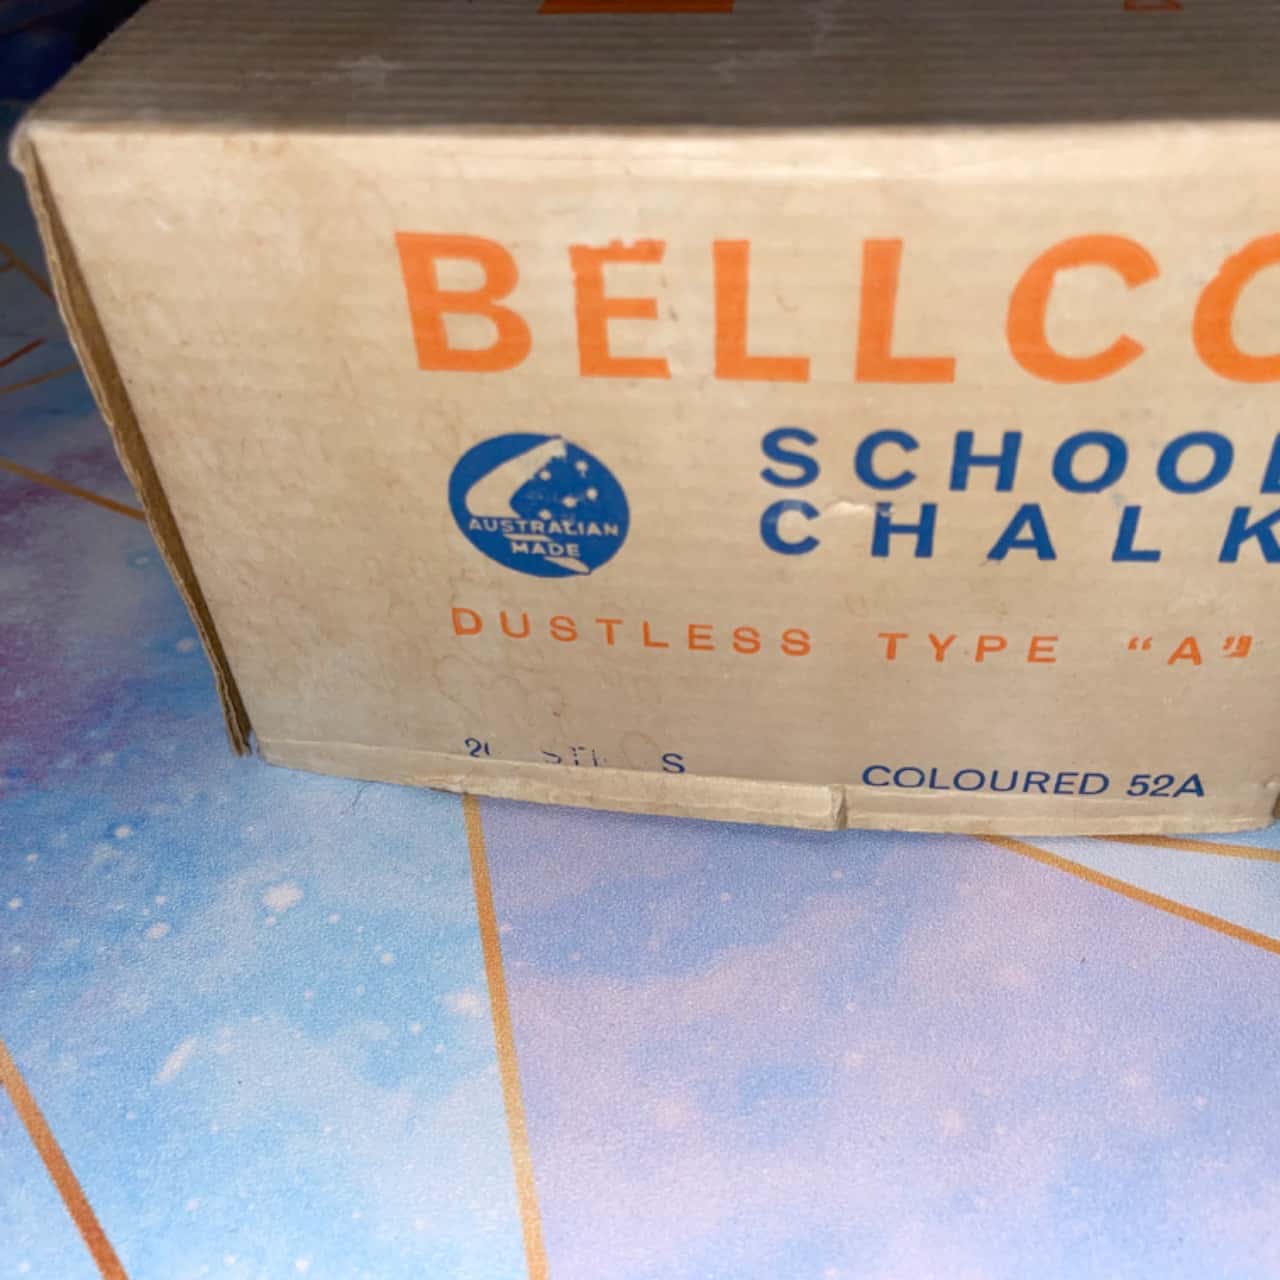 BELLCO
SCHOOL
CHALK
AUSTRALIAN
MADE
DUSTLESS TYPE "A"
COLOURED 52A